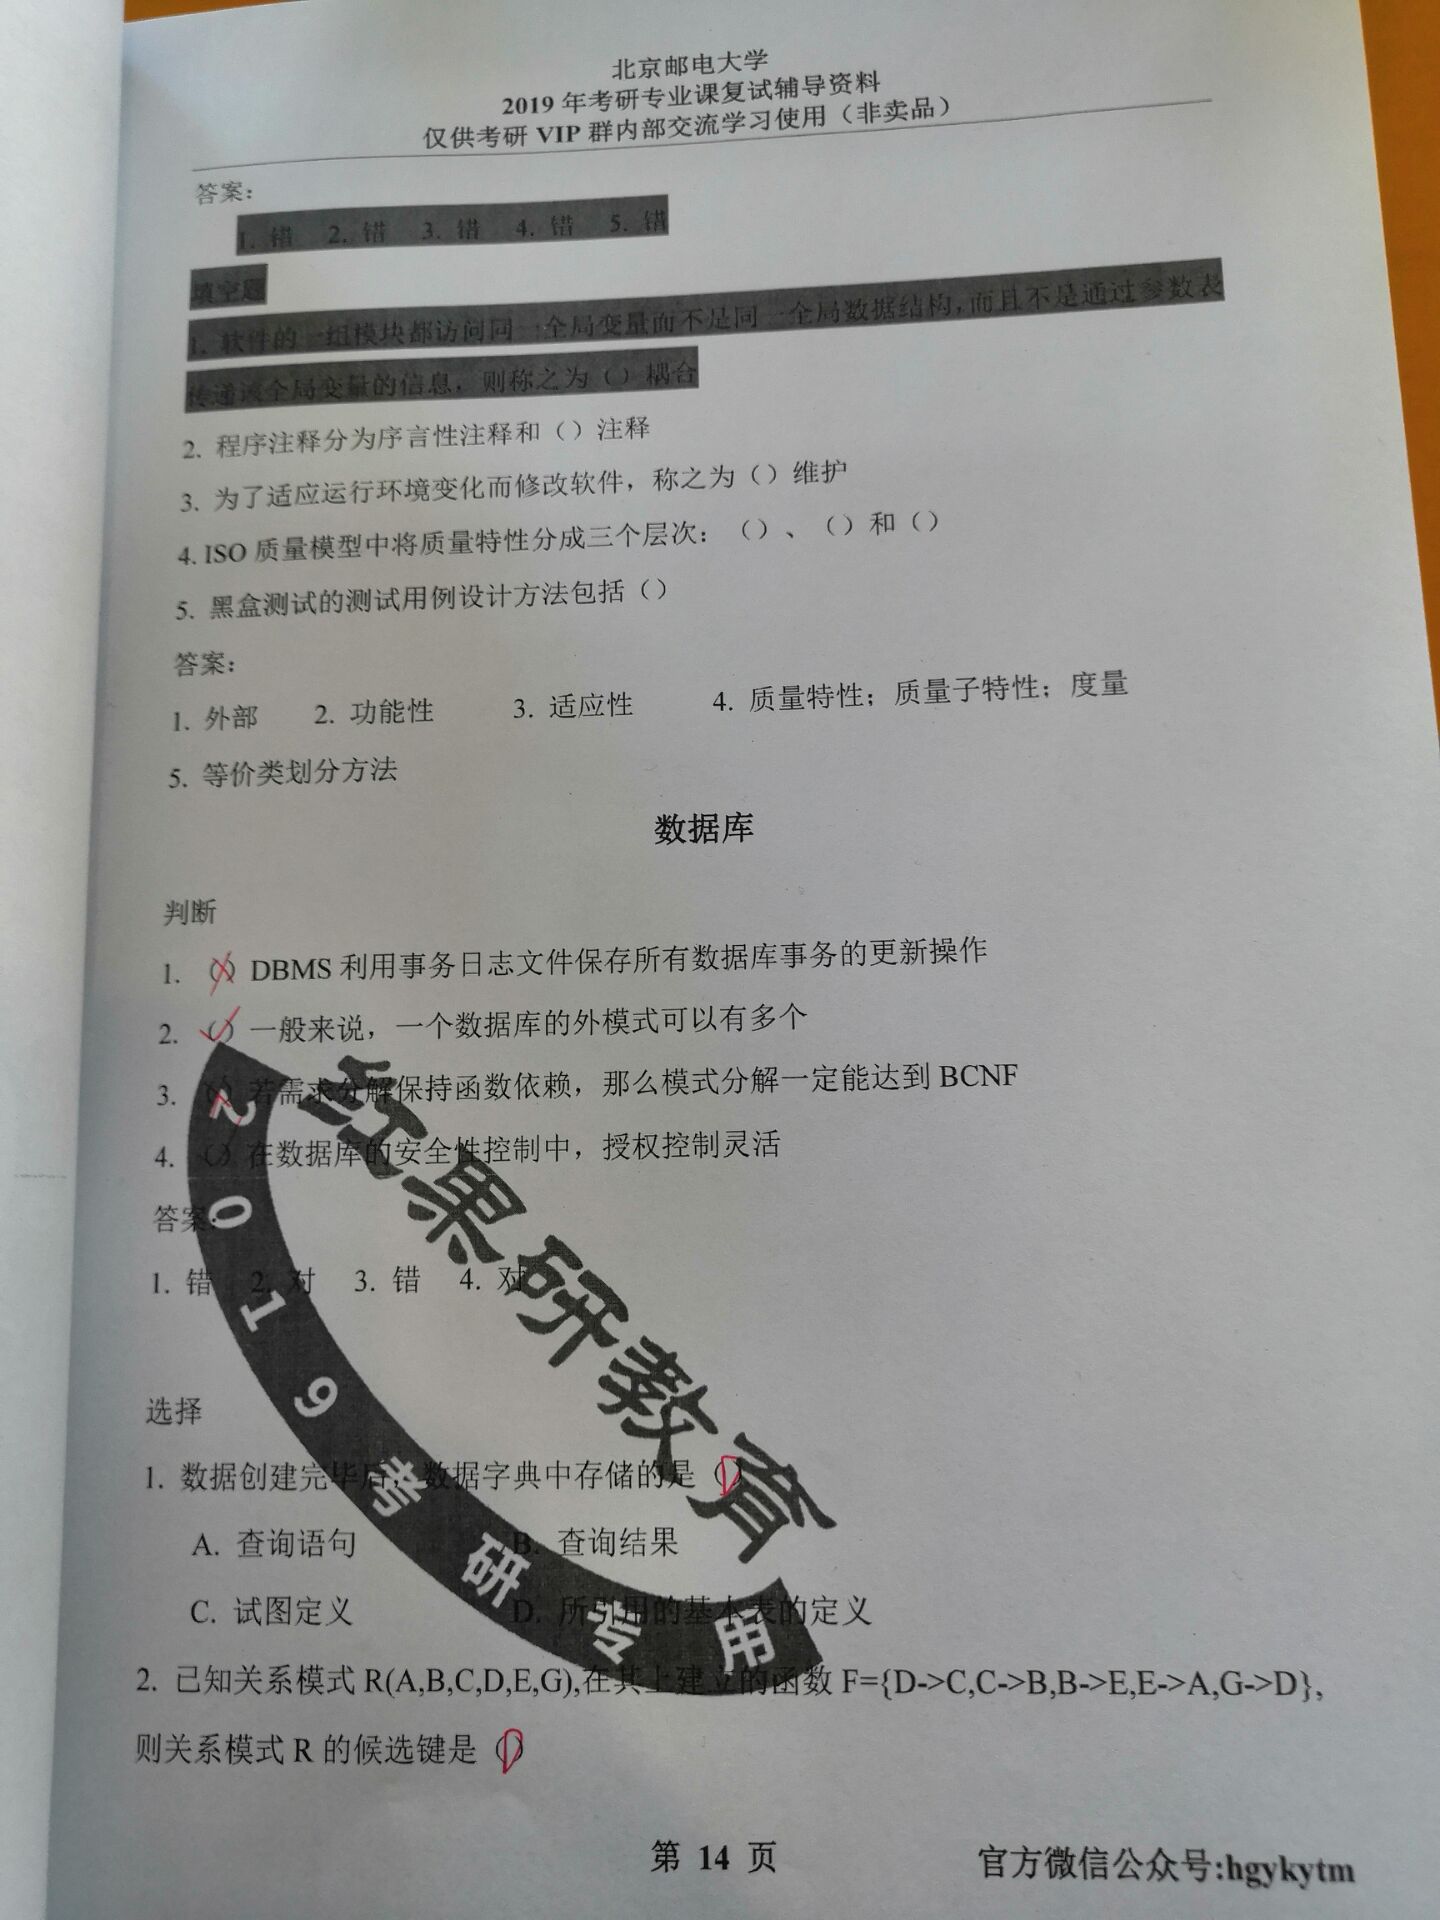 北京邮电大学
2019 年考研专业课复试辅导资料
仅供考研 VIP 群内部交流学习使用（非卖品）
答案：
1. 错 2. 错 3. 错 4. 错 5. 错
填空题
1. 软件的一组模块都访问同一全局变量而不是同一全局数据结构，而且不是通过参数表
传递该全局变量的信息，则称之为（）耦合
2. 程序注释分为序言性注释和（）注释
3. 为了适应运行环境变化而修改软件，称之为（）维护
4. ISO 质量模型中将质量特性分成三个层次：（）、（）和（）
5. 黑盒测试的测试用例设计方法包括（）
答案：
1. 外部 2. 功能性 3. 适应性 4. 质量特性；质量子特性；度量
5. 等价类划分方法
数据库
判断
1. （）DBMS 利用事务日志文件保存所有数据库事务的更新操作
2. （）一般来说，一个数据库的外模式可以有多个
3. （）若需求分解保持函数依赖，那么模式分解一定能达到 BCNF
4. （）在数据库的安全性控制中，授权控制灵活
答案：
1. 错 2. 对 3. 错 4. 对
选择
1. 数据创建完毕后，数据字典中存储的是（D）
A. 查询语句 B. 查询结果
C. 试图定义 D. 所引用的基本表的定义
2. 已知关系模式 R(A,B,C,D,E,G),在其上建立的函数 F={D->C,C->B,B->E,E->A,G->D},
则关系模式 R 的候选键是（D）
红果研教育
2019考研专用
第 14 页
官方微信公众号:hgykytm